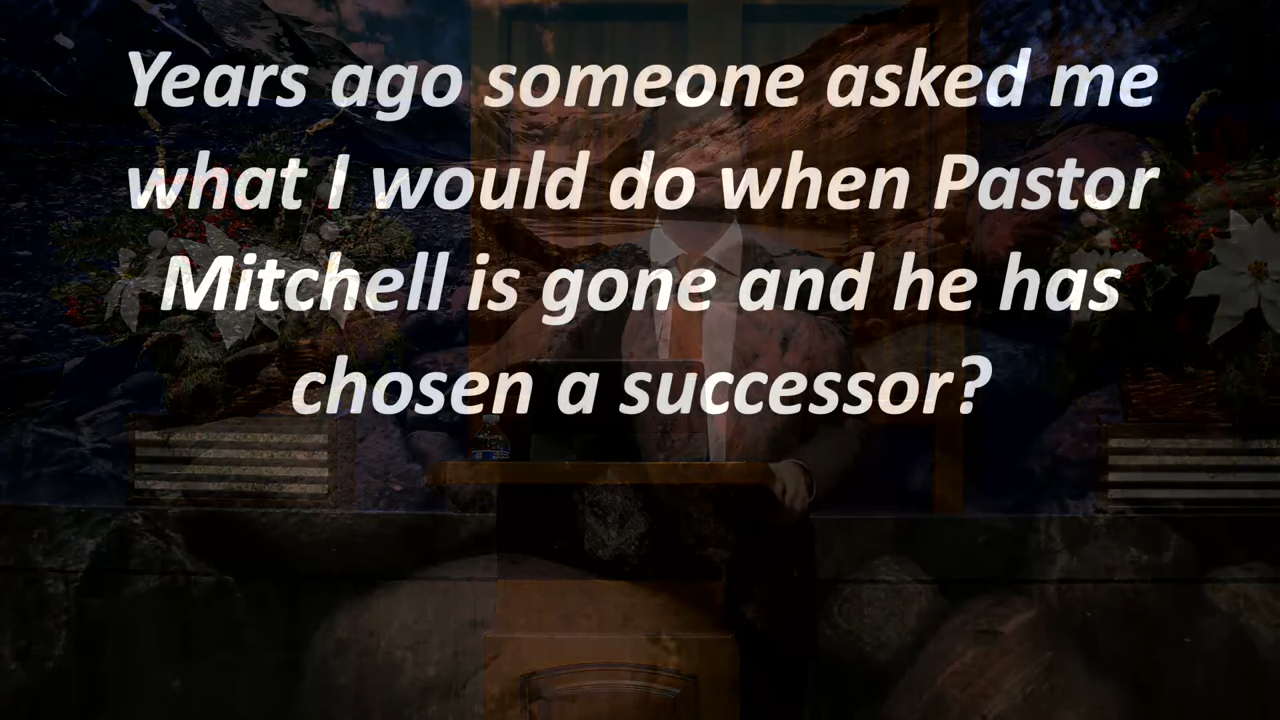 Years ago someone asked me
what I would do when Pastor
Mitchell is gone and he has
chosen a successor?